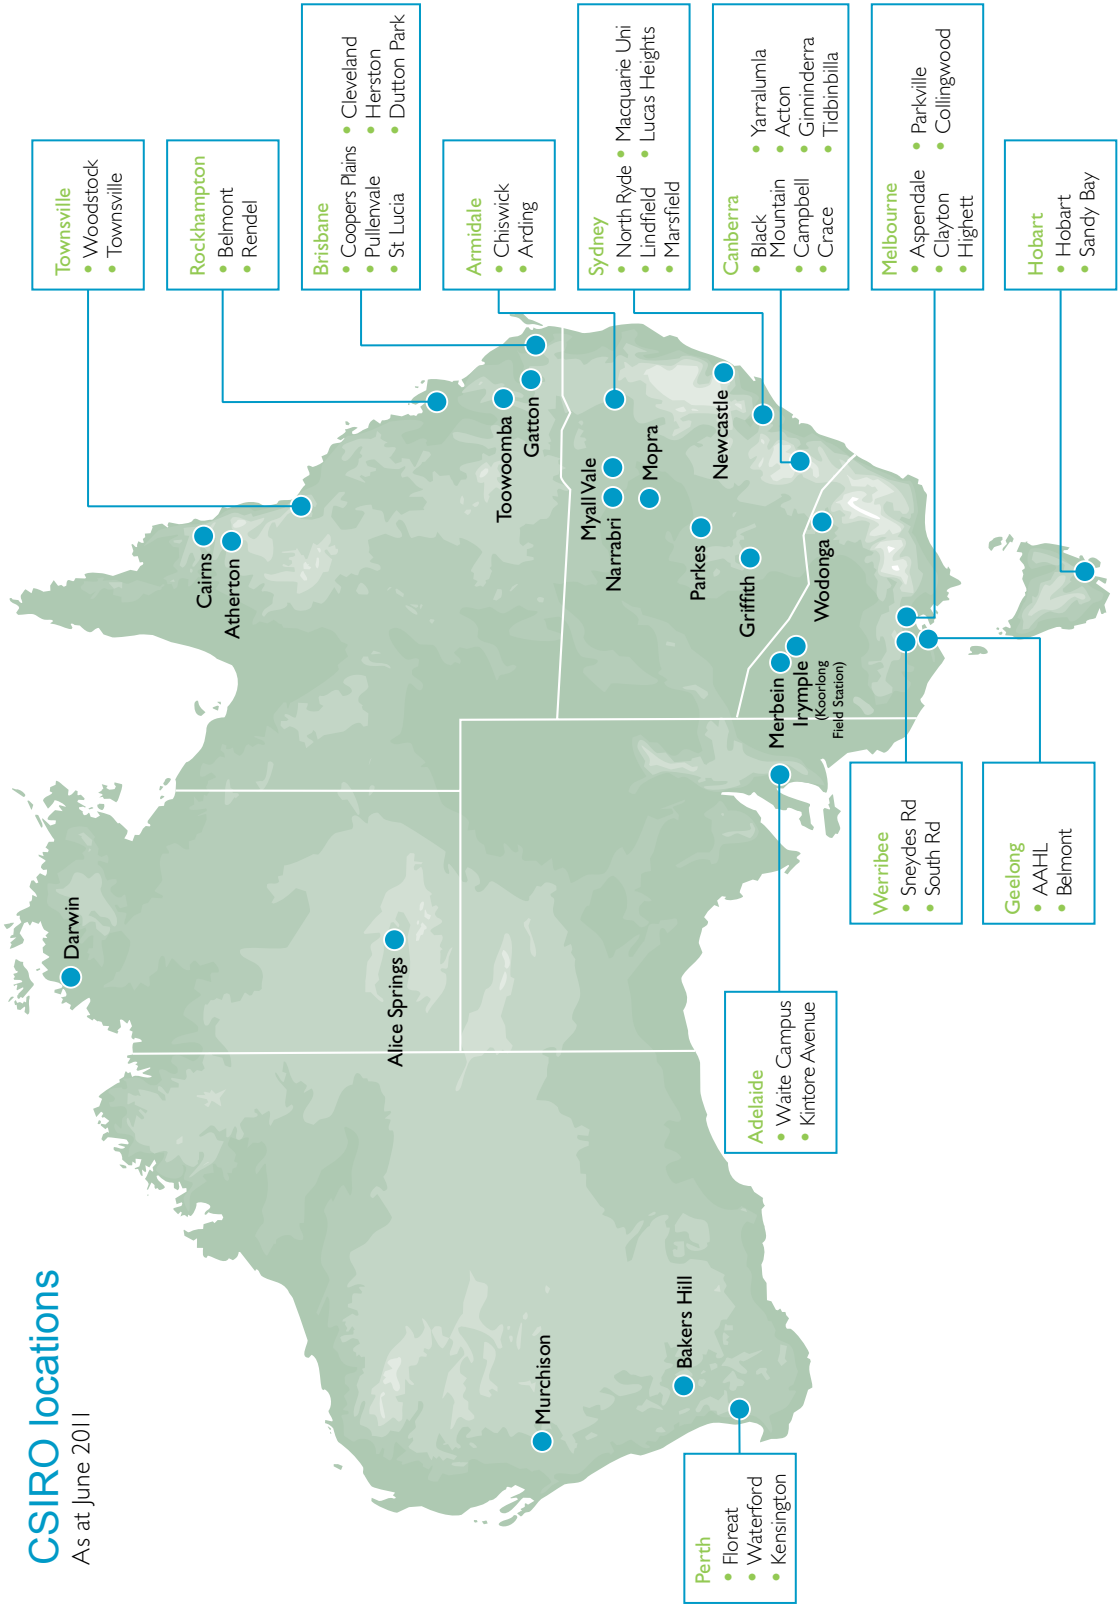 CSIRO locations
As at June 2011
Darwin
Cairns
Atherton
Alice Springs
Toowoomba
Gatton
Murchison
Myall Vale
Narrabri
Mopra
Bakers Hill
Parkes
Newcastle
Griffith
Merbein
Irymple
(Koorlong
Field Station)
Wodonga
Townsville
• Woodstock
• Townsville
Rockhampton
• Belmont
• Rendel
Brisbane
• Coopers Plains • Cleveland
• Pullenvale • Herston
• St Lucia • Dutton Park
Armidale
• Chiswick
• Arding
Sydney
• North Ryde • Macquarie Uni
• Lindfield • Lucas Heights
• Marsfield
Canberra
• Black • Yarralumla
Mountain • Acton
• Campbell • Ginninderra
• Crace • Tidbinbilla
Melbourne
• Aspendale • Parkville
• Clayton • Collingwood
• Highett
Hobart
• Hobart
• Sandy Bay
Werribee
• Sneydes Rd
• South Rd
Geelong
• AAHL
• Belmont
Adelaide
• Waite Campus
• Kintore Avenue
Perth
• Floreat
• Waterford
• Kensington